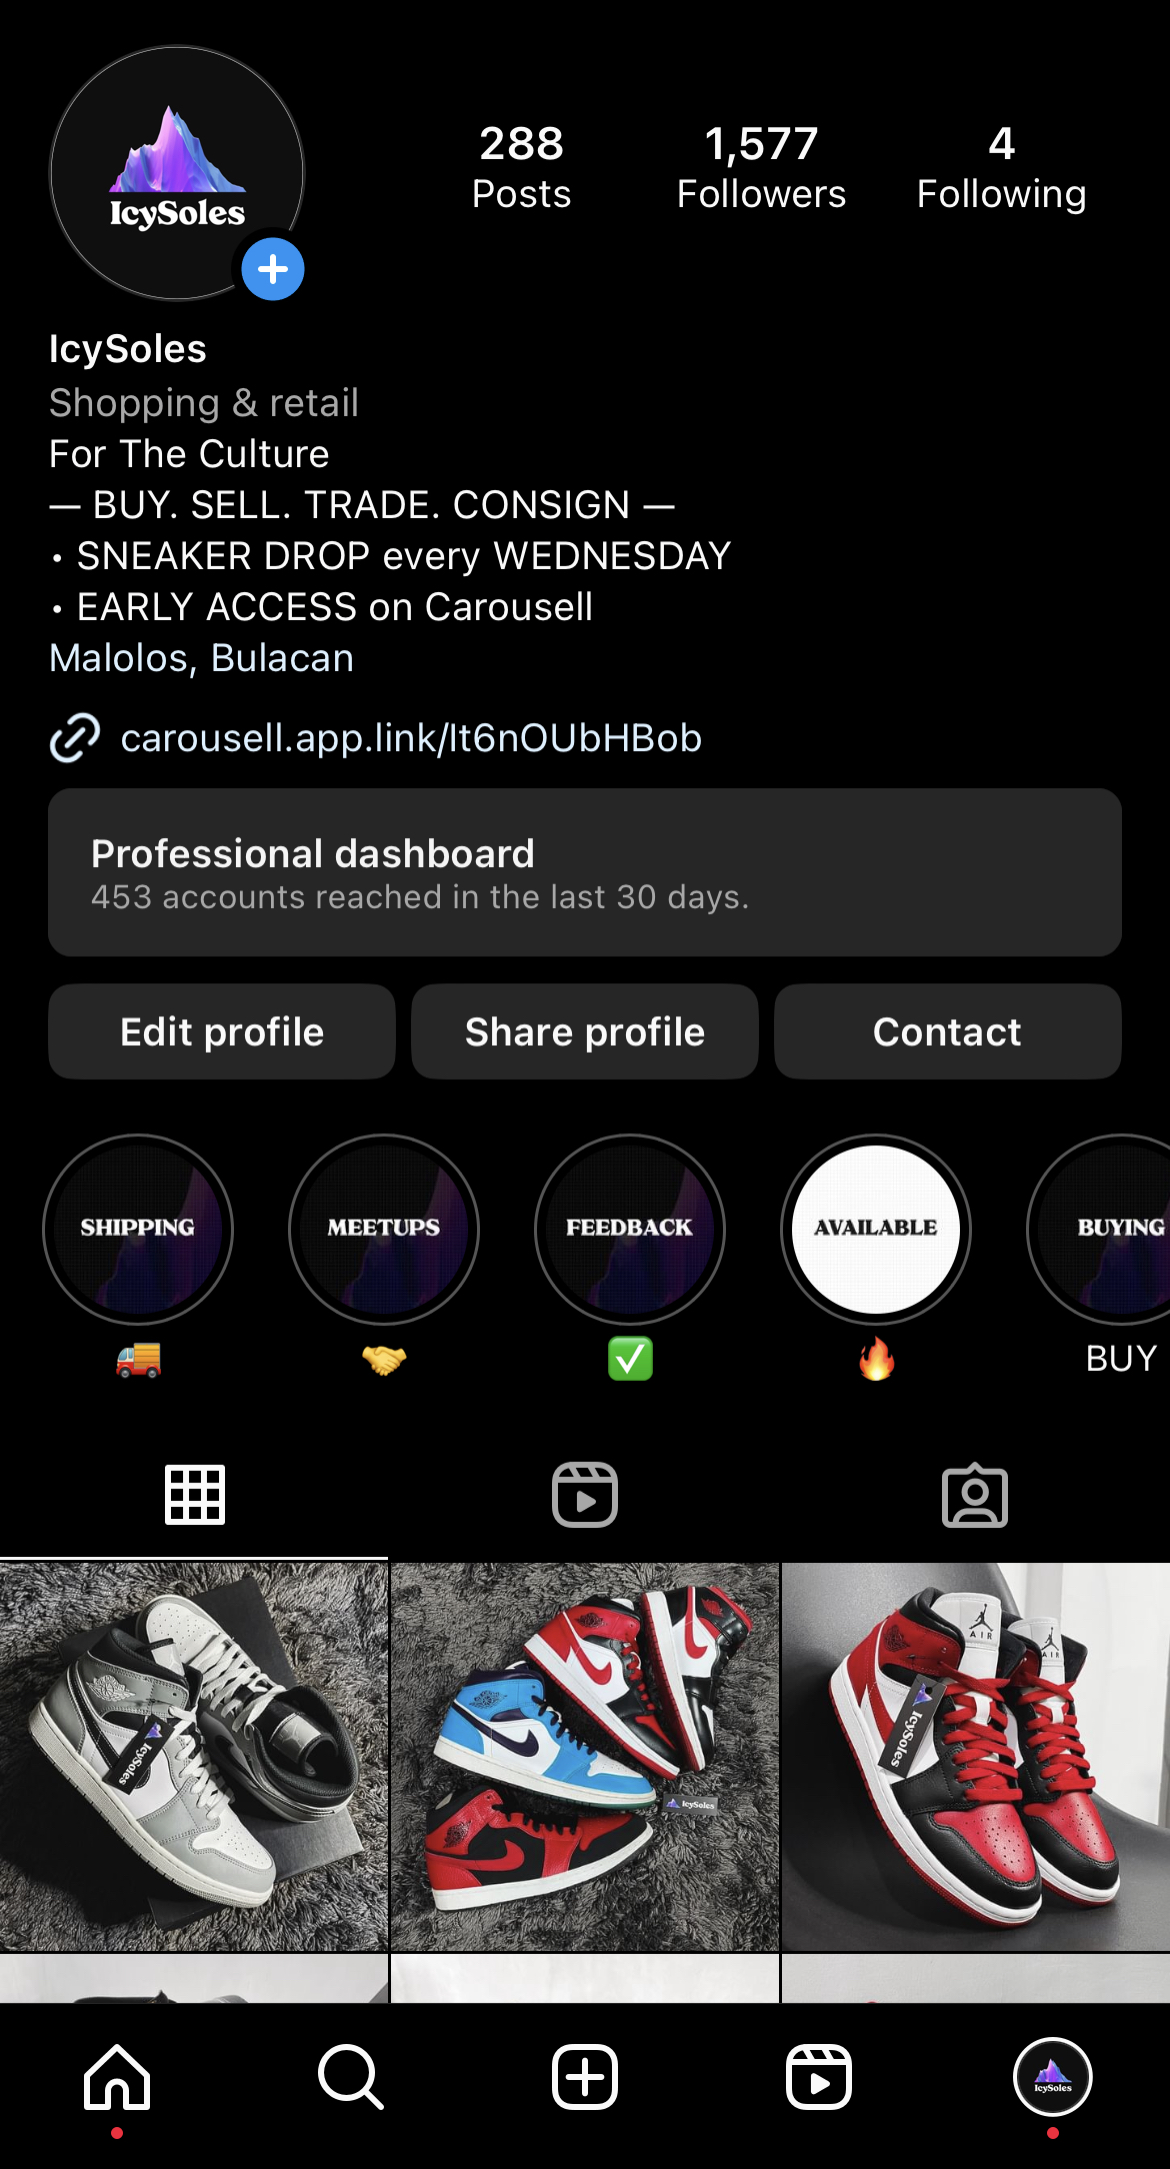 IcySoles
288
Posts
1,577
Followers
4
Following
IcySoles
Shopping & retail
For The Culture
— BUY. SELL. TRADE. CONSIGN —
• SNEAKER DROP every WEDNESDAY
• EARLY ACCESS on Carousell
Malolos, Bulacan
carousell.app.link/It6nOUbHBob
Professional dashboard
453 accounts reached in the last 30 days.
Edit profile
Share profile
Contact
SHIPPING
MEETUPS
FEEDBACK
AVAILABLE
BUYING
BUY
IcySoles
IcySoles
AIR
AIR
IcySoles
IcySoles